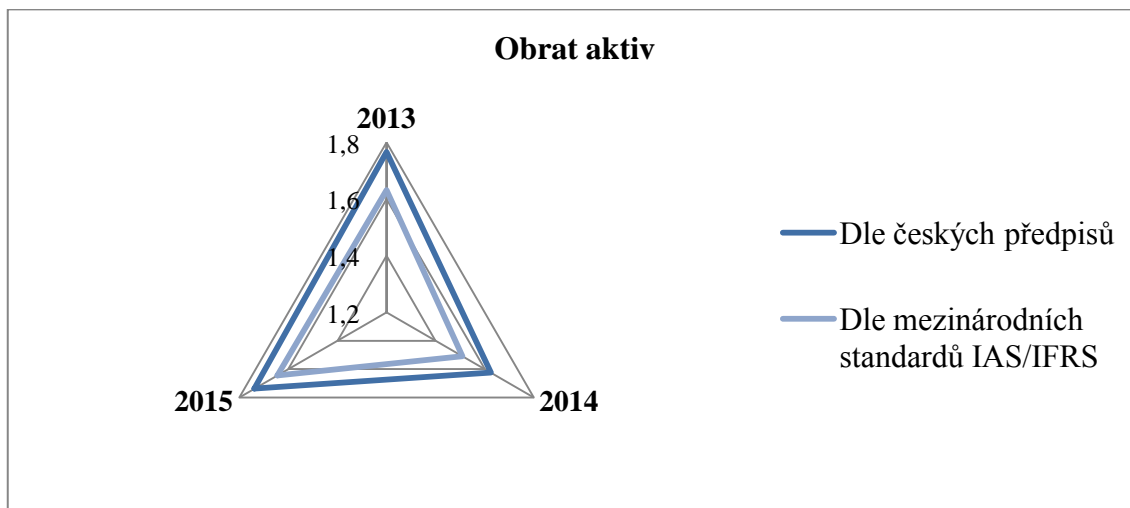 Obrat aktiv
2013
1,8
1,6
1,4
1,2
2015
2014
Dle českých předpisů
Dle mezinárodních
standardů IAS/IFRS